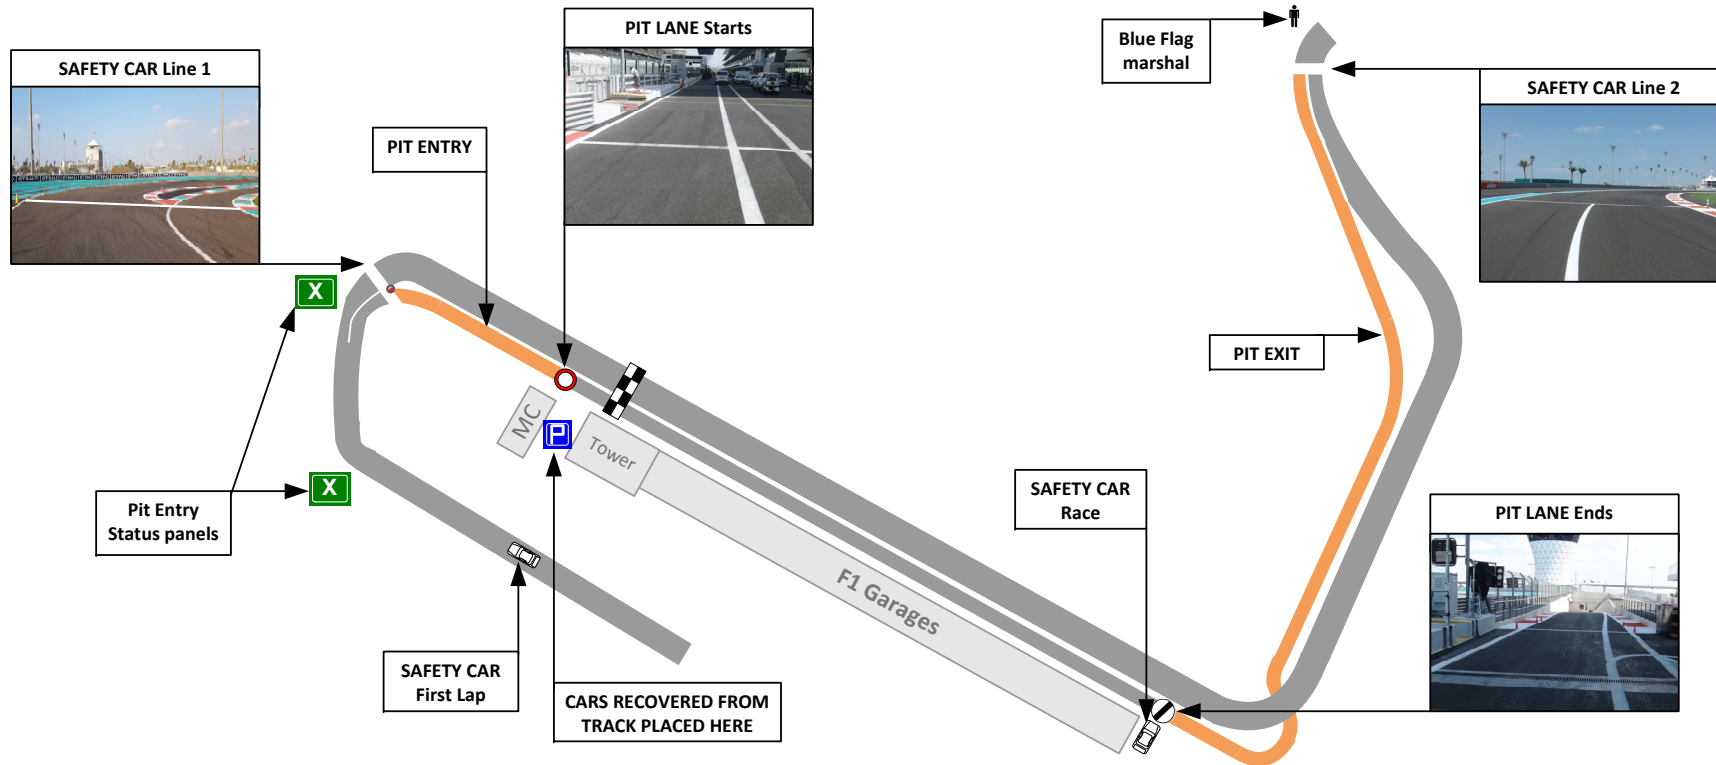 PIT LANE Starts
Blue Flag
marshal
SAFETY CAR Line 1
SAFETY CAR Line 2
PIT ENTRY
X
PIT EXIT
MC
P
Tower
X
Pit Entry
Status panels
SAFETY CAR
Race
PIT LANE Ends
F1 Garages
SAFETY CAR
First Lap
CARS RECOVERED FROM
TRACK PLACED HERE